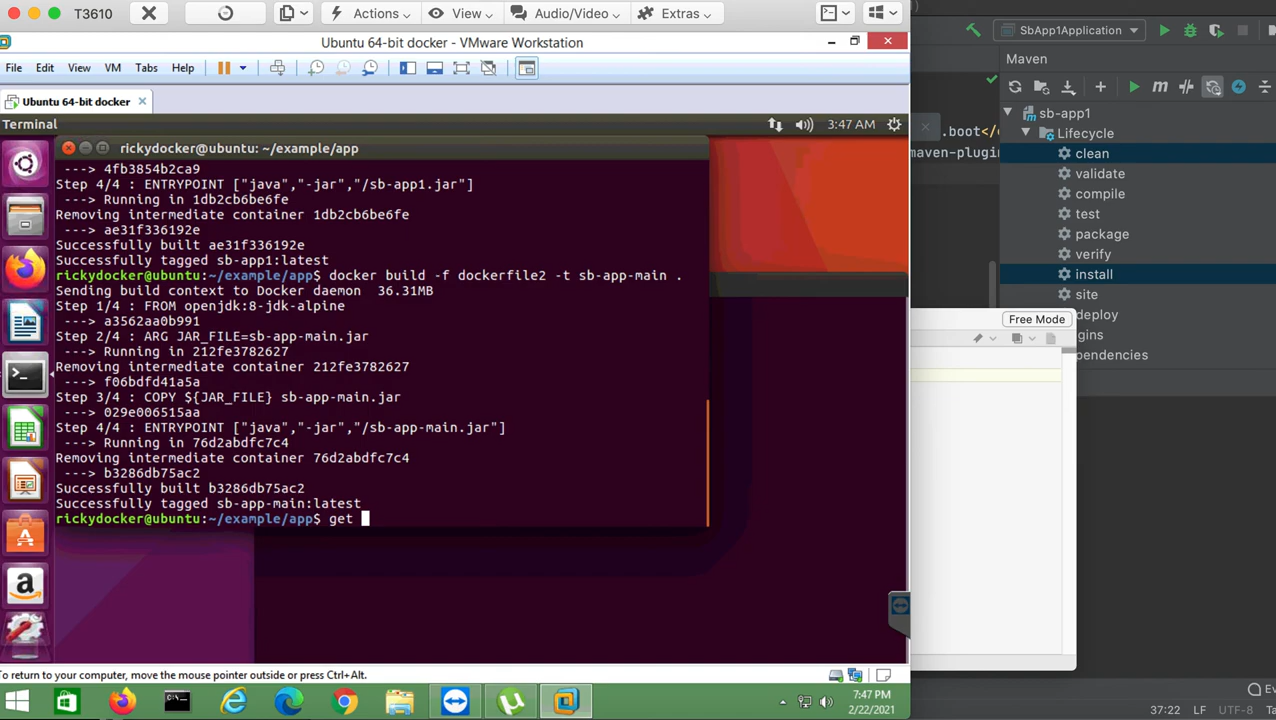 T3610
Actions
View
Audio/Video
Extras
Ubuntu 64-bit docker - VMware Workstation
File Edit View VM Tabs Help
Ubuntu 64-bit docker
Terminal
3:47 AM
rickydocker@ubuntu: ~/example/app
---> 4fb3854b2ca9
Step 4/4 : ENTRYPOINT ["java","-jar","/sb-app1.jar"]
---> Running in 1db2cb6be6fe
Removing intermediate container 1db2cb6be6fe
---> ae31f336192e
Successfully built ae31f336192e
Successfully tagged sb-app1:latest
rickydocker@ubuntu:~/example/app$ docker build -f dockerfile2 -t sb-app-main .
Sending build context to Docker daemon  36.31MB
Step 1/4 : FROM openjdk:8-jdk-alpine
---> a3562aa0b991
Step 2/4 : ARG JAR_FILE=sb-app-main.jar
---> Running in 212fe3782627
Removing intermediate container 212fe3782627
---> f06bdfd41a5a
Step 3/4 : COPY ${JAR_FILE} sb-app-main.jar
---> 029e006515aa
Step 4/4 : ENTRYPOINT ["java","-jar","/sb-app-main.jar"]
---> Running in 76d2abdfc7c4
Removing intermediate container 76d2abdfc7c4
---> b3286db75ac2
Successfully built b3286db75ac2
Successfully tagged sb-app-main:latest
rickydocker@ubuntu:~/example/app$ get
To return to your computer, move the mouse pointer outside or press Ctrl+Alt.
7:47 PM
2/22/2021
SbApp1Application
Maven
.boot</
maven-plugin
sb-app1
Lifecycle
clean
validate
compile
test
package
verify
install
site
deploy
gins
pendencies
Free Mode
Ev
37:22 LF UTF-8 Ta